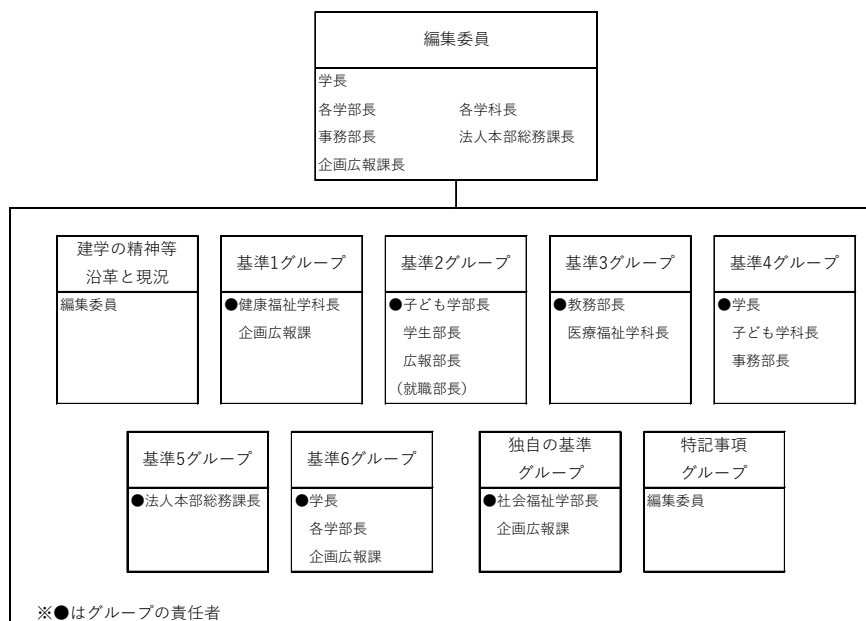 編集委員
学長
各学部長 各学科長
事務部長 法人本部総務課長
企画広報課長
建学の精神等
沿革と現況
編集委員
基準1グループ
●健康福祉学科長
企画広報課
基準2グループ
●子ども学部長
学生部長
広報部長
(就職部長)
基準3グループ
●教務部長
医療福祉学科長
基準4グループ
●学長
子ども学科長
事務部長
基準5グループ
●法人本部総務課長
基準6グループ
●学長
各学部長
企画広報課
独自の基準
グループ
●社会福祉学部長
企画広報課
特記事項
グループ
編集委員
※●はグループの責任者